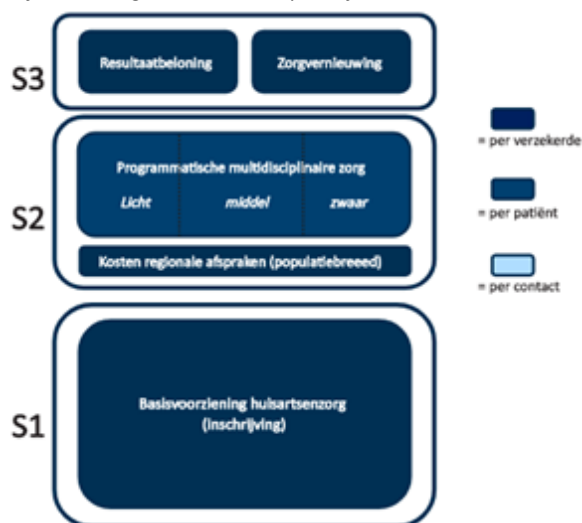 S3
Resultaatbeloning
Zorgvernieuwing
S2
Programmatische multidisciplinaire zorg
Licht
middel
zwaar
Kosten regionale afspraken (populatiebreeed)
S1
Basisvoorziening huisartsenzorg
(inschrijving)
= per verzekerde
= per patiënt
= per contact